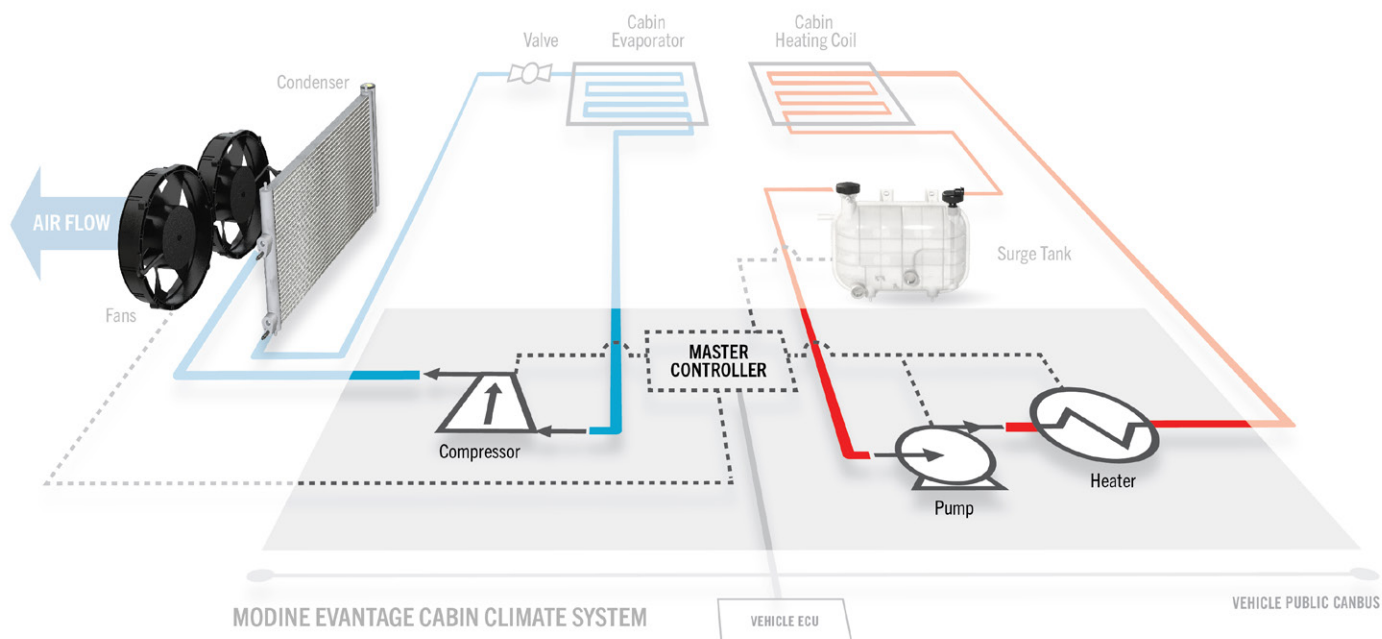 Cabin
Evaporator
Cabin
Heating Coil
Valve
Condenser
AIR FLOW
Surge Tank
Fans
MASTER
CONTROLLER
Compressor
Heater
Pump
VEHICLE PUBLIC CANBUS
MODINE EVANTAGE CABIN CLIMATE SYSTEM
VEHICLE ECU